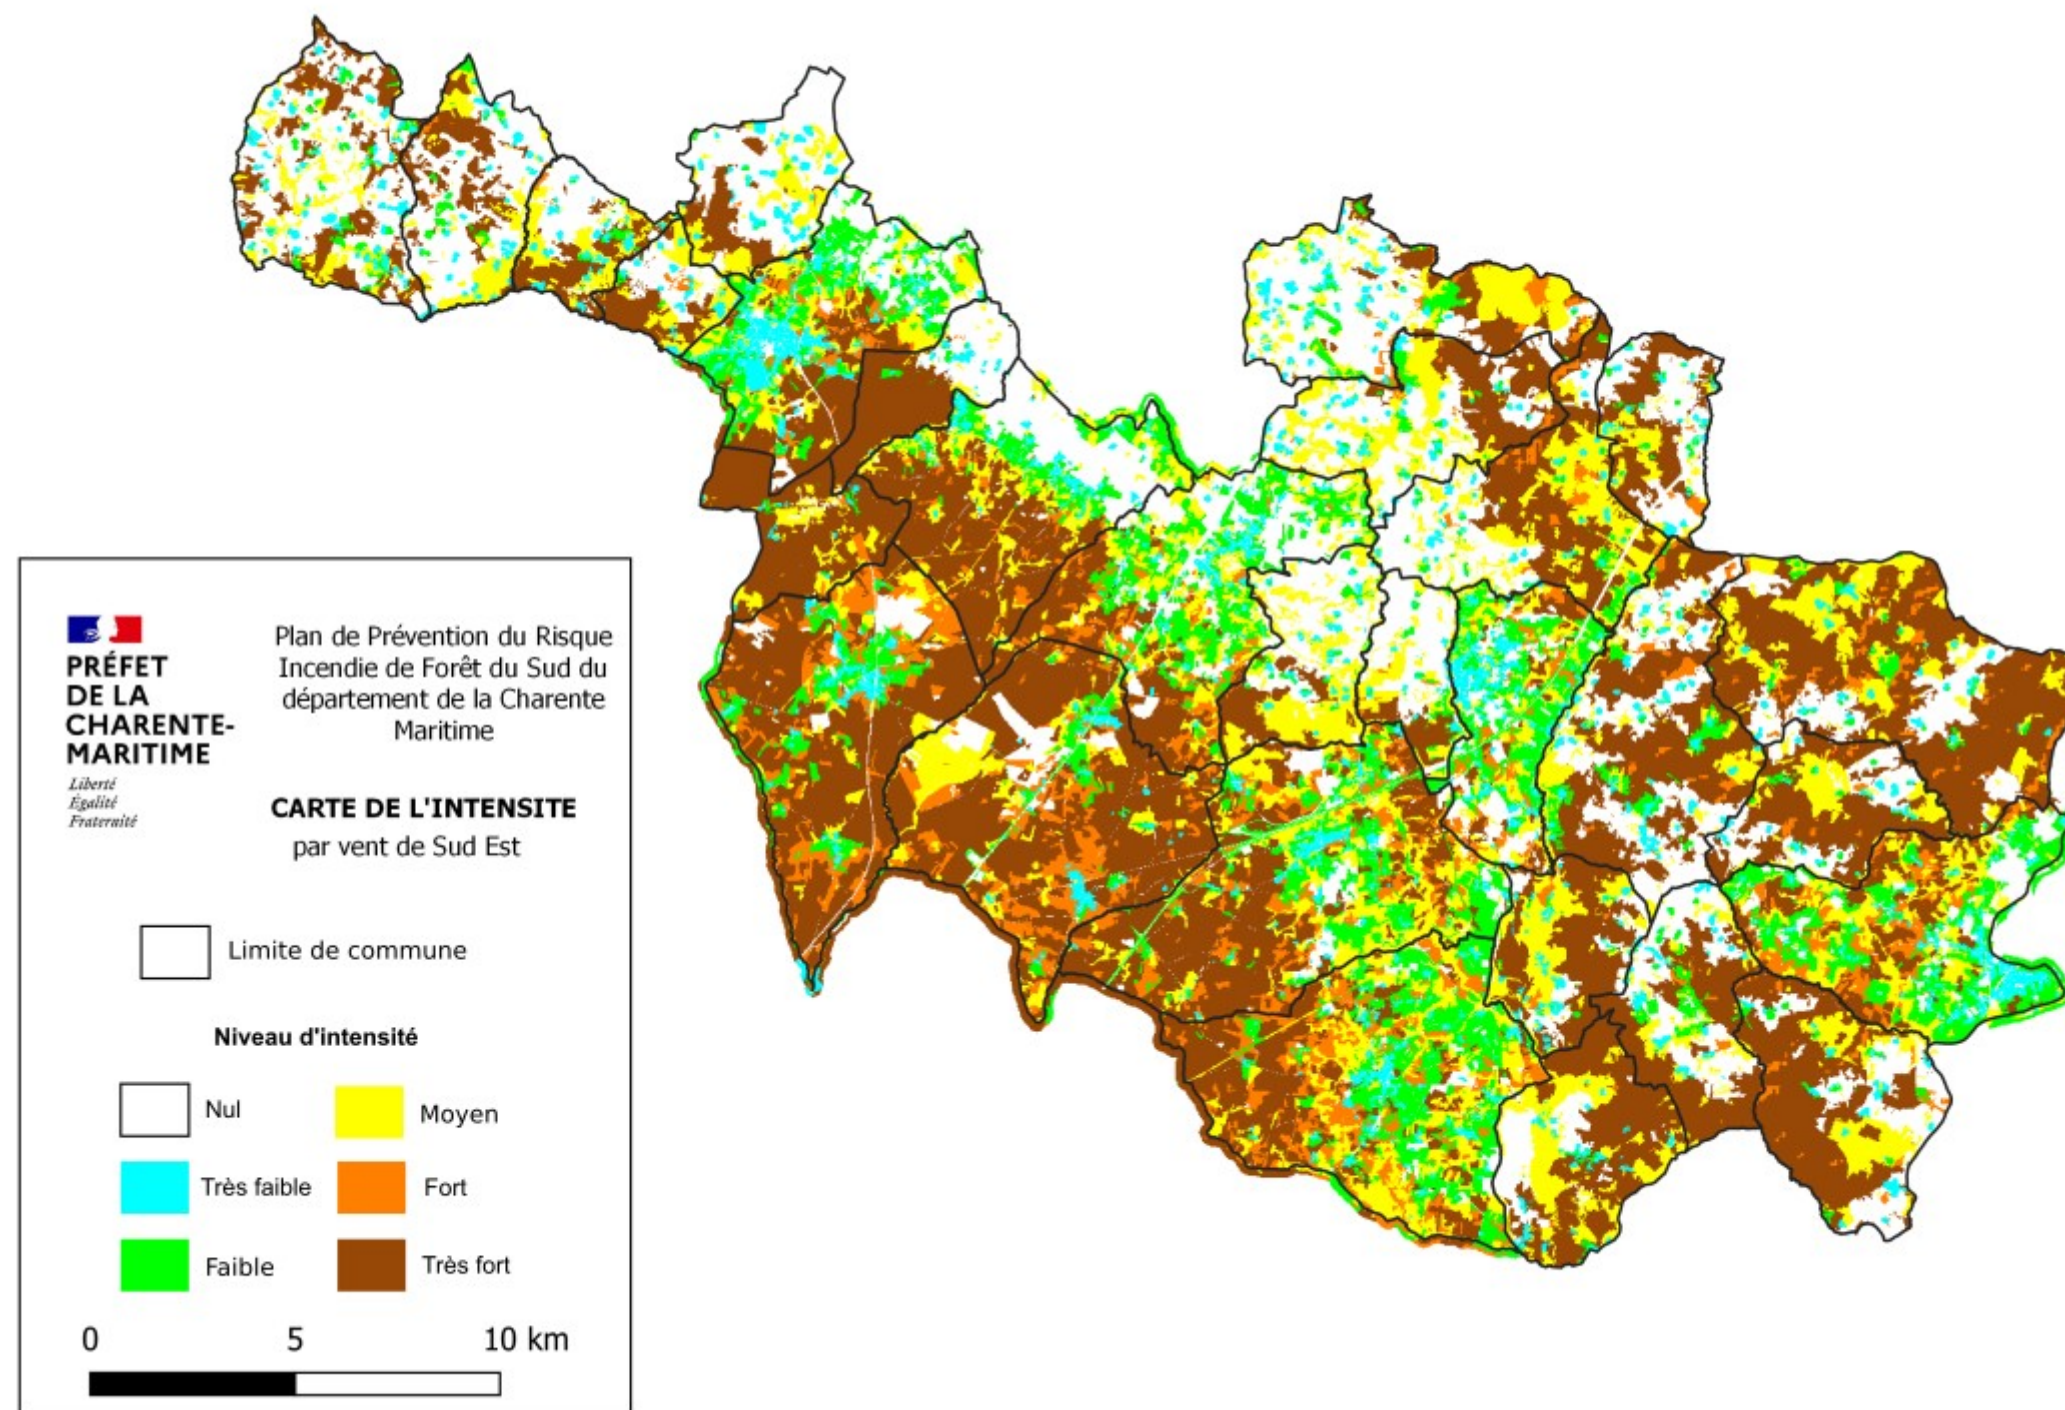 PRÉFET
DE LA
CHARENTE-
MARITIME
Liberté
Égalité
Fraternité
Plan de Prévention du Risque
Incendie de Forêt du Sud du
département de la Charente
Maritime
CARTE DE L'INTENSITE
par vent de Sud Est
Limite de commune
Niveau d'intensité
Nul
Moyen
Très faible
Fort
Faible
Très fort
0 5 10 km